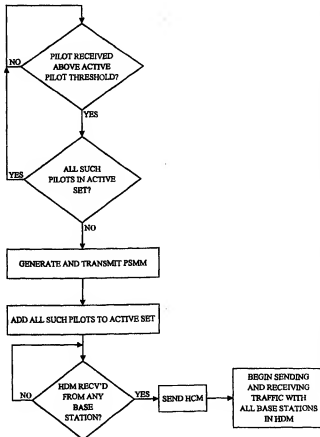 PILOT RECEIVED
ABOVE ACTIVE
PILOT THRESHOLD?
NO
YES
ALL SUCH
PILOTS IN ACTIVE
SET?
YES
NO
GENERATE AND TRANSMIT PSMM
ADD ALL SUCH PILOTS TO ACTIVE SET
HDM RECV'D
FROM ANY
BASE
STATION?
NO
YES
SEND HCM
BEGIN SENDING
AND RECEIVING
TRAFFIC WITH
ALL BASE STATIONS
IN HDM